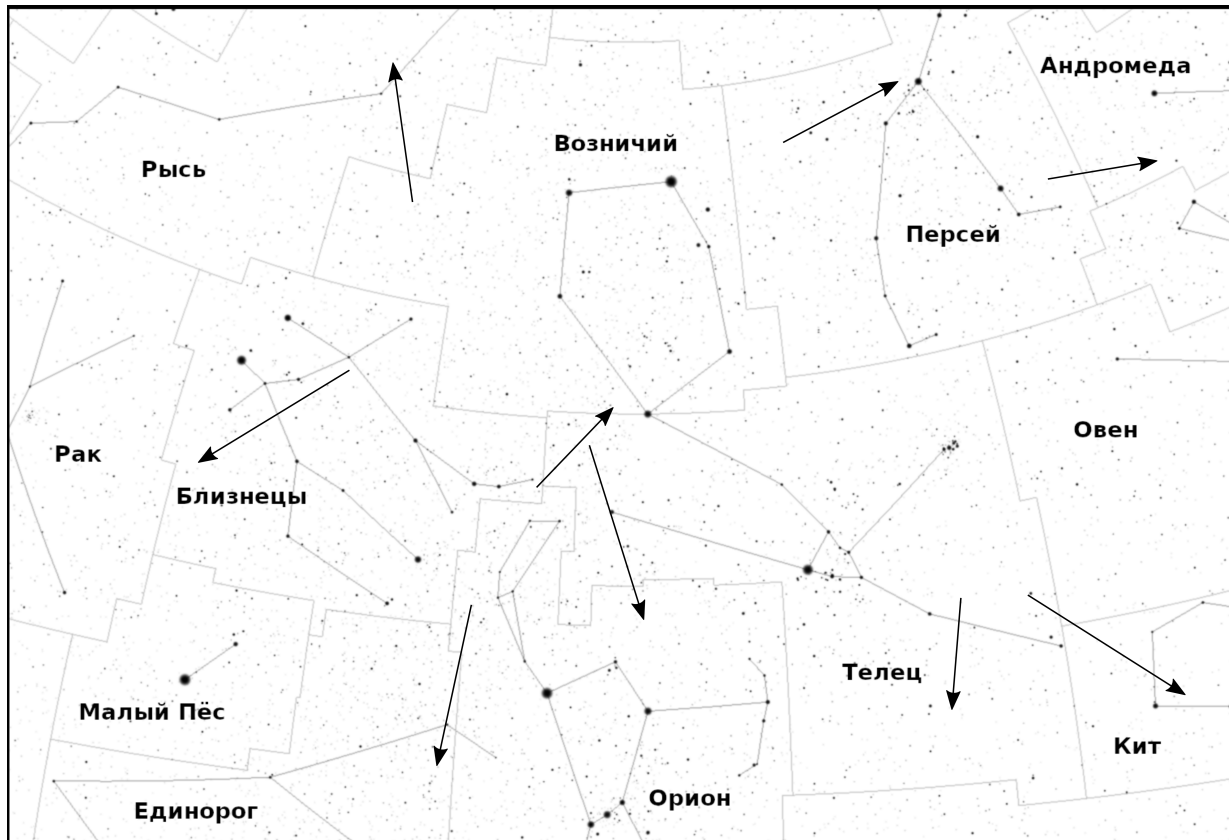 Андромеда
Возничий
Рысь
Персей
Овен
Рак
Близнецы
Телец
Малый Пёс
Кит
Орион
Единорог